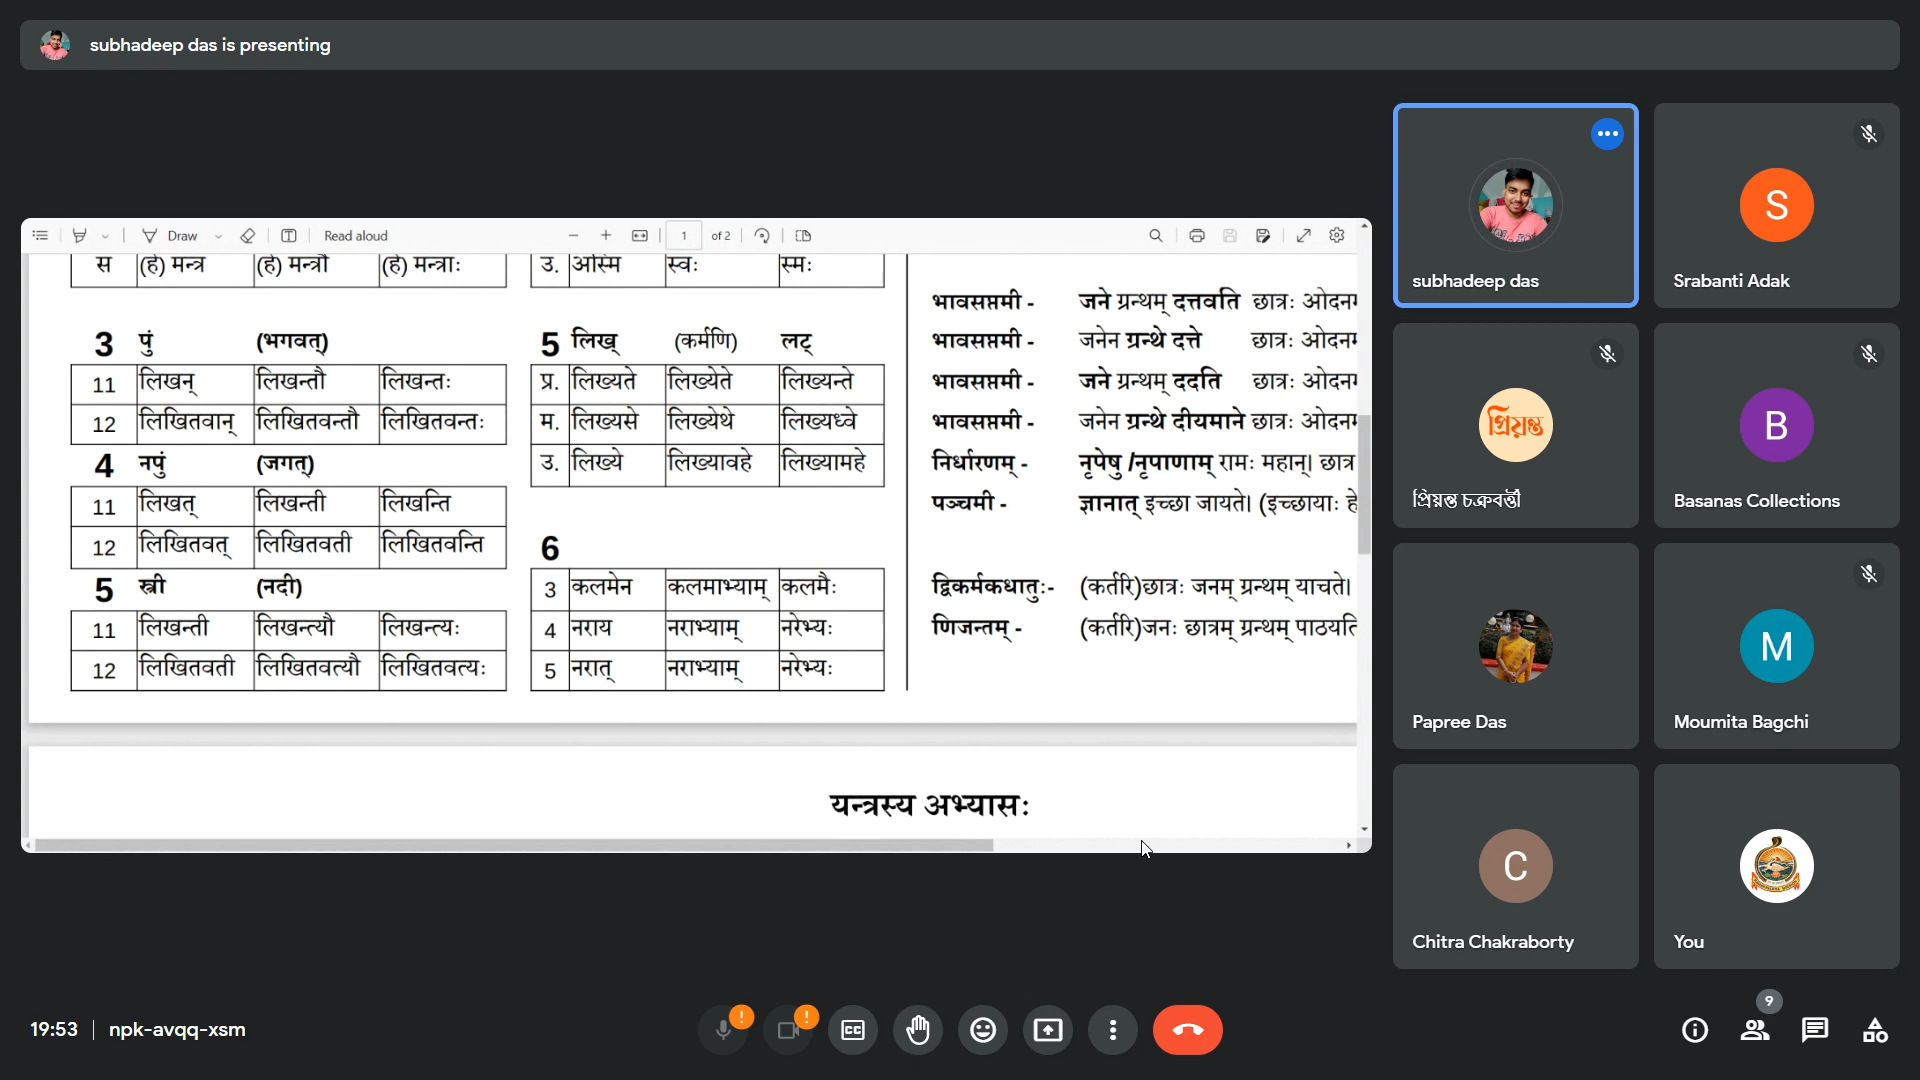 subhadeep das is presenting
Draw
Read aloud
1 of 2
स (हे) मन्त्र (हे) मन्त्रौ (हे) मन्त्राः
3 पुं (भगवत्)
11 लिखन् लिखन्तौ लिखन्तः
12 लिखितवान् लिखितवन्तौ लिखितवन्तः
4 नपुं (जगत्)
11 लिखत् लिखन्ती लिखन्ति
12 लिखितवत् लिखितवती लिखितवन्ति
5 स्त्री (नदी)
11 लिखन्ती लिखन्त्यौ लिखन्त्यः
12 लिखितवती लिखितवत्यौ लिखितवत्यः
उ. अस्मि स्वः स्मः
5 लिख् (कर्मणि) लट्
प्र. लिख्यते लिख्येते लिख्यन्ते
म. लिख्यसे लिख्येथे लिख्यध्वे
उ. लिख्ये लिख्यावहे लिख्यामहे
6
3 कलमेन कलमाभ्याम् कलमैः
4 नराय नराभ्याम् नरेभ्यः
5 नरात् नराभ्याम् नरेभ्यः
भावसप्तमी - जने ग्रन्थम् दत्तवति छात्रः
भावसप्तमी - जनेन ग्रन्थे दत्ते छात्रः
भावसप्तमी - जने ग्रन्थम् ददति छात्रः
भावसप्तमी - जनेन ग्रन्थे दीयमाने छात्रः
निर्धारणम् - नृपेषु /नृपाणाम् रामः महान्। छात्र
पञ्चमी - ज्ञानात् इच्छा जायते। (इच्छायाः हे
द्विकर्मकधातुः- (कर्तरि)छात्रः जनम् ग्रन्थम् याचते।
णिजन्तम् - (कर्तरि)जनः छात्रम् ग्रन्थम् पाठयति
यन्त्रस्य अभ्यासः
subhadeep das
S
Srabanti Adak
প্রিয়ন্ত
প্রিয়ন্ত চক্রবর্ত্তী
B
Basanas Collections
Papree Das
M
Moumita Bagchi
C
Chitra Chakraborty
You
19:53 | npk-avqq-xsm
9